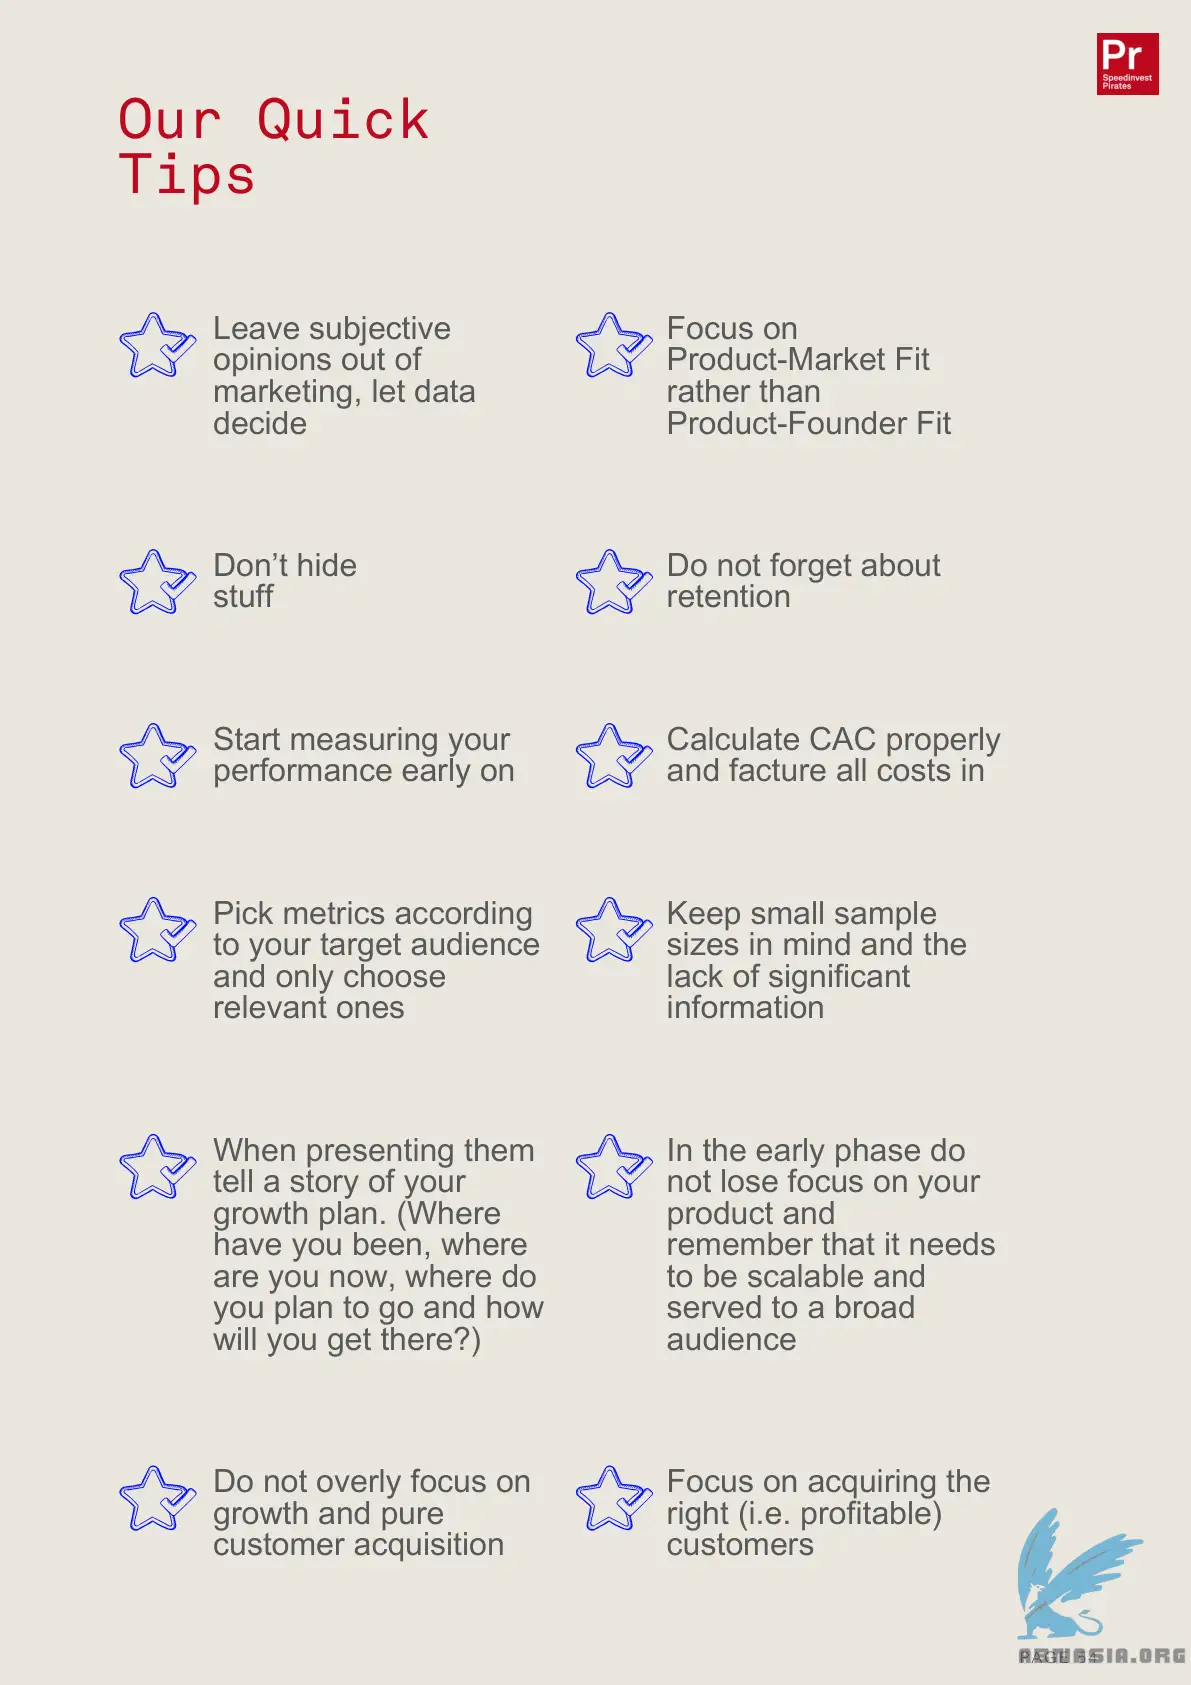 Pr
Speedinvest
Pirates
Our Quick
Tips
Leave subjective
opinions out of
marketing, let data
decide
Focus on
Product-Market Fit
rather than
Product-Founder Fit
Don’t hide
stuff
Do not forget about
retention
Start measuring your
performance early on
Calculate CAC properly
and facture all costs in
Pick metrics according
to your target audience
and only choose
relevant ones
Keep small sample
sizes in mind and the
lack of significant
information
When presenting them
tell a story of your
growth plan. (Where
have you been, where
are you now, where do
you plan to go and how
will you get there?)
In the early phase do
not lose focus on your
product and
remember that it needs
to be scalable and
served to a broad
audience
Do not overly focus on
growth and pure
customer acquisition
Focus on acquiring the
right (i.e. profitable)
customers
PAGE